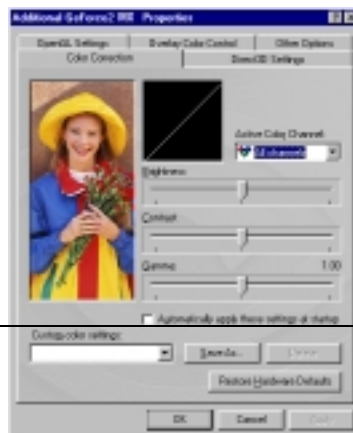 Additional GeForce2 MX Properties
OpenGL Settings Overlay Color Control Other Options
Color Correction Direct3D Settings
Active Color Channel:
All channels
Brightness
Contrast
Gamma 1.00
Automatically apply these settings at startup
Custom color settings:
Save As... Delete
Restore Hardware Defaults
OK Cancel Apply